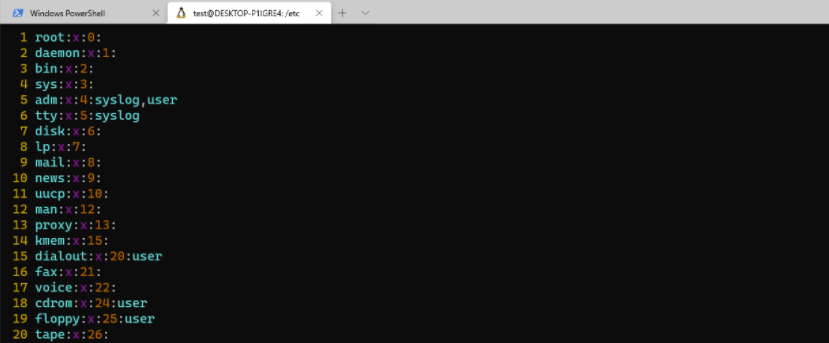 Windows PowerShell × test@DESKTOP-P1IGRE4: /etc × +
1 root:x:0:
2 daemon:x:1:
3 bin:x:2:
4 sys:x:3:
5 adm:x:4:syslog,user
6 tty:x:5:syslog
7 disk:x:6:
8 lp:x:7:
9 mail:x:8:
10 news:x:9:
11 uucp:x:10:
12 man:x:12:
13 proxy:x:13:
14 kmem:x:15:
15 dialout:x:20:user
16 fax:x:21:
17 voice:x:22:
18 cdrom:x:24:user
19 floppy:x:25:user
20 tape:x:26: